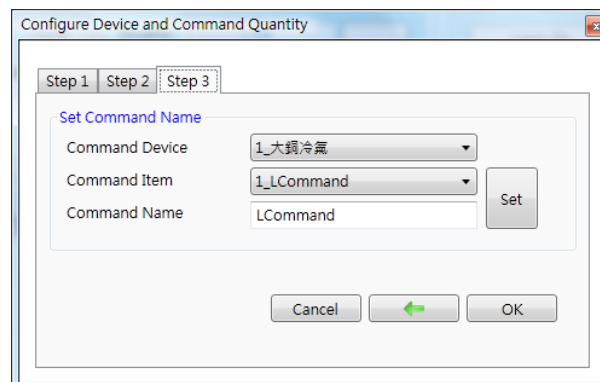 Configure Device and Command Quantity
Step 1 Step 2 Step 3
Set Command Name
Command Device 1_大銅冷氣
Command Item 1_LCommand
Command Name LCommand
Set
Cancel OK